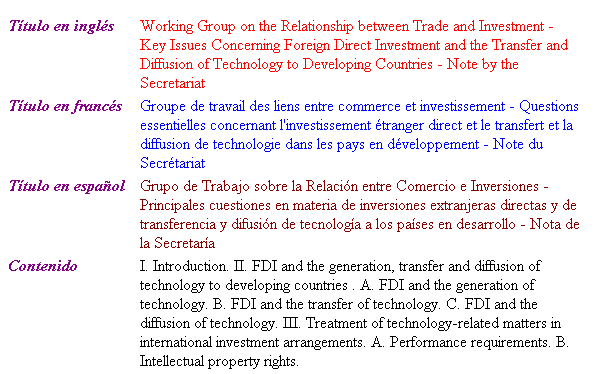 Título en inglés Working Group on the Relationship between Trade and Investment -
Key Issues Concerning Foreign Direct Investment and the Transfer and
Diffusion of Technology to Developing Countries - Note by the
Secretariat
Título en francés Groupe de travail des liens entre commerce et investissement - Questions
essentielles concernant l'investissement étranger direct et le transfert et la
diffusion de technologie dans les pays en développement - Note du
Secrétariat
Título en español Grupo de Trabajo sobre la Relación entre Comercio e Inversiones -
Principales cuestiones en materia de inversiones extranjeras directas y de
transferencia y difusión de tecnología a los países en desarrollo - Nota de
la Secretaría
Contenido I. Introduction. II. FDI and the generation, transfer and diffusion of
technology to developing countries . A. FDI and the generation of
technology. B. FDI and the transfer of technology. C. FDI and the
diffusion of technology. III. Treatment of technology-related matters in
international investment arrangements. A. Performance requirements. B.
Intellectual property rights.